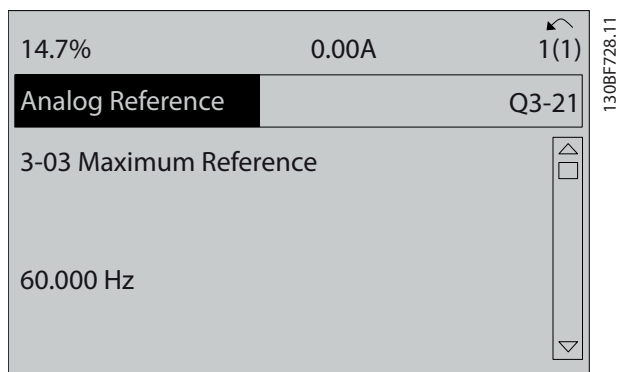 14.7% 0.00A 1(1)
Analog Reference Q3-21
3-03 Maximum Reference
60.000 Hz
130BF728.11